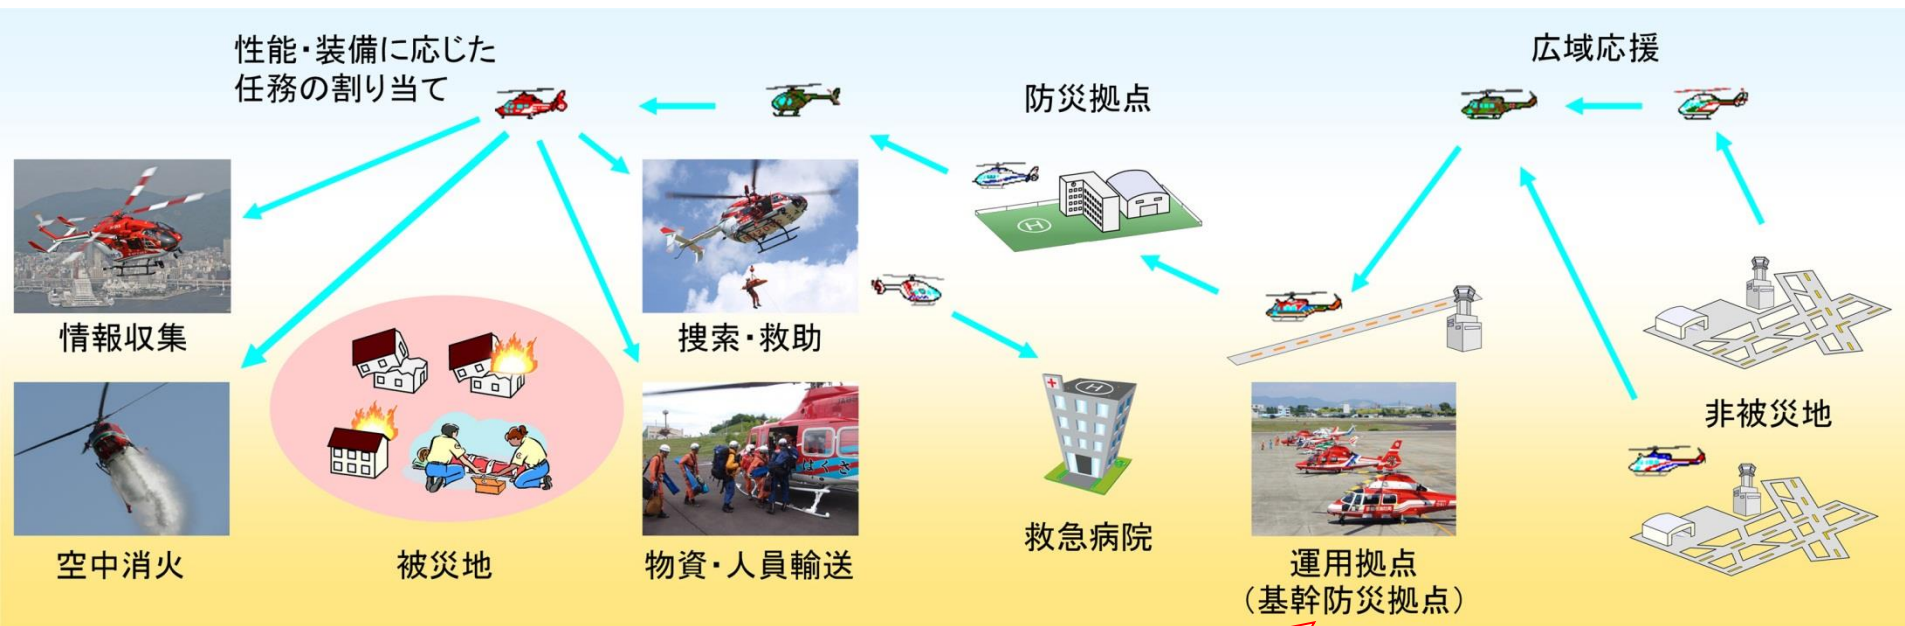 性能・装備に応じた
任務の割り当て
防災拠点
広域応援
情報収集
捜索・救助
非被災地
空中消火
被災地
物資・人員輸送
救急病院
運用拠点
（基幹防災拠点）
H
H
はくさ